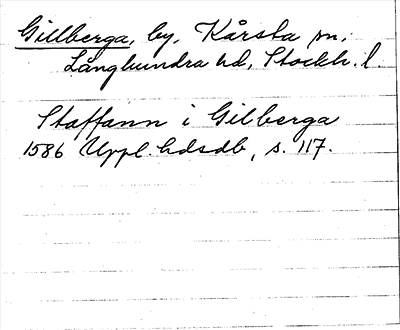 Gillberga, by, Kårsta sn,
Långhundra hd, Stockh. l.
Staffann i Gilberga
1586 Uppl. hdsdb, s. 117.